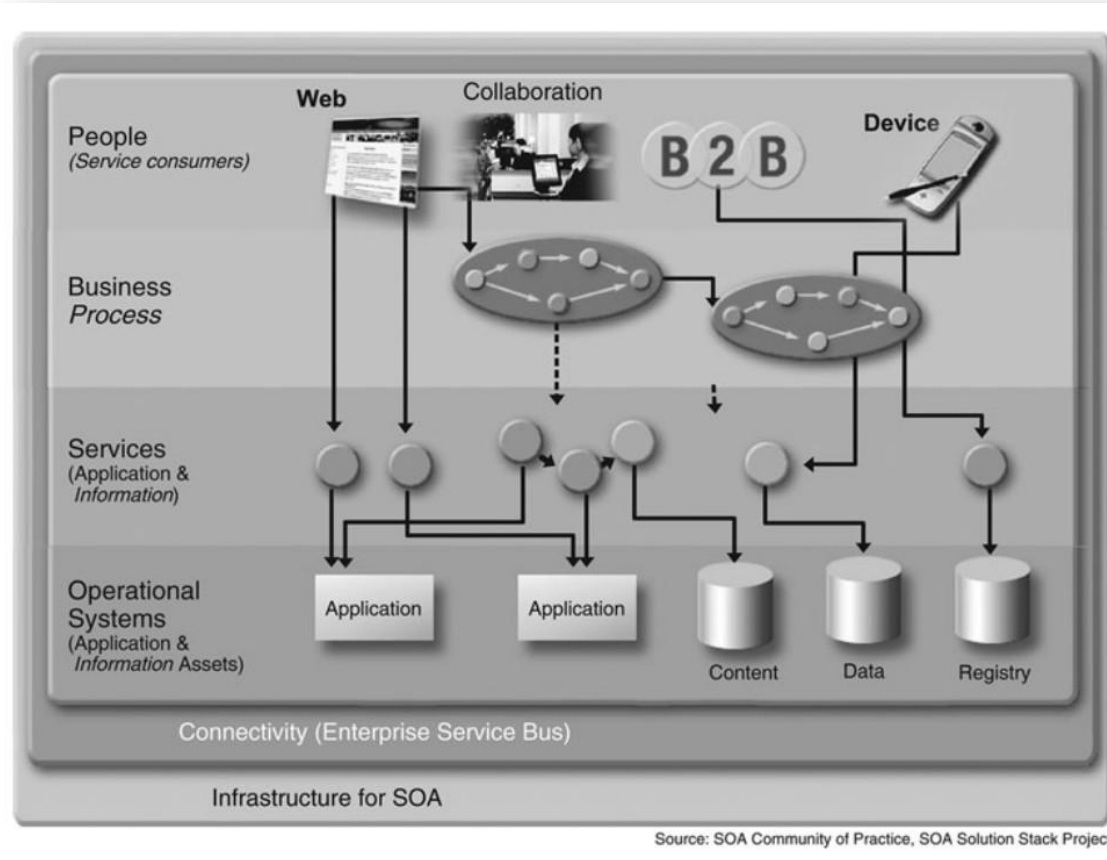 Web
Collaboration
People
(Service consumers)
B 2 B
Device
Business
Process
Services
(Application &
Information)
Operational
Systems
(Application &
Information Assets)
Application
Application
Content
Data
Registry
Connectivity (Enterprise Service Bus)
Infrastructure for SOA
Source: SOA Community of Practice, SOA Solution Stack Projec